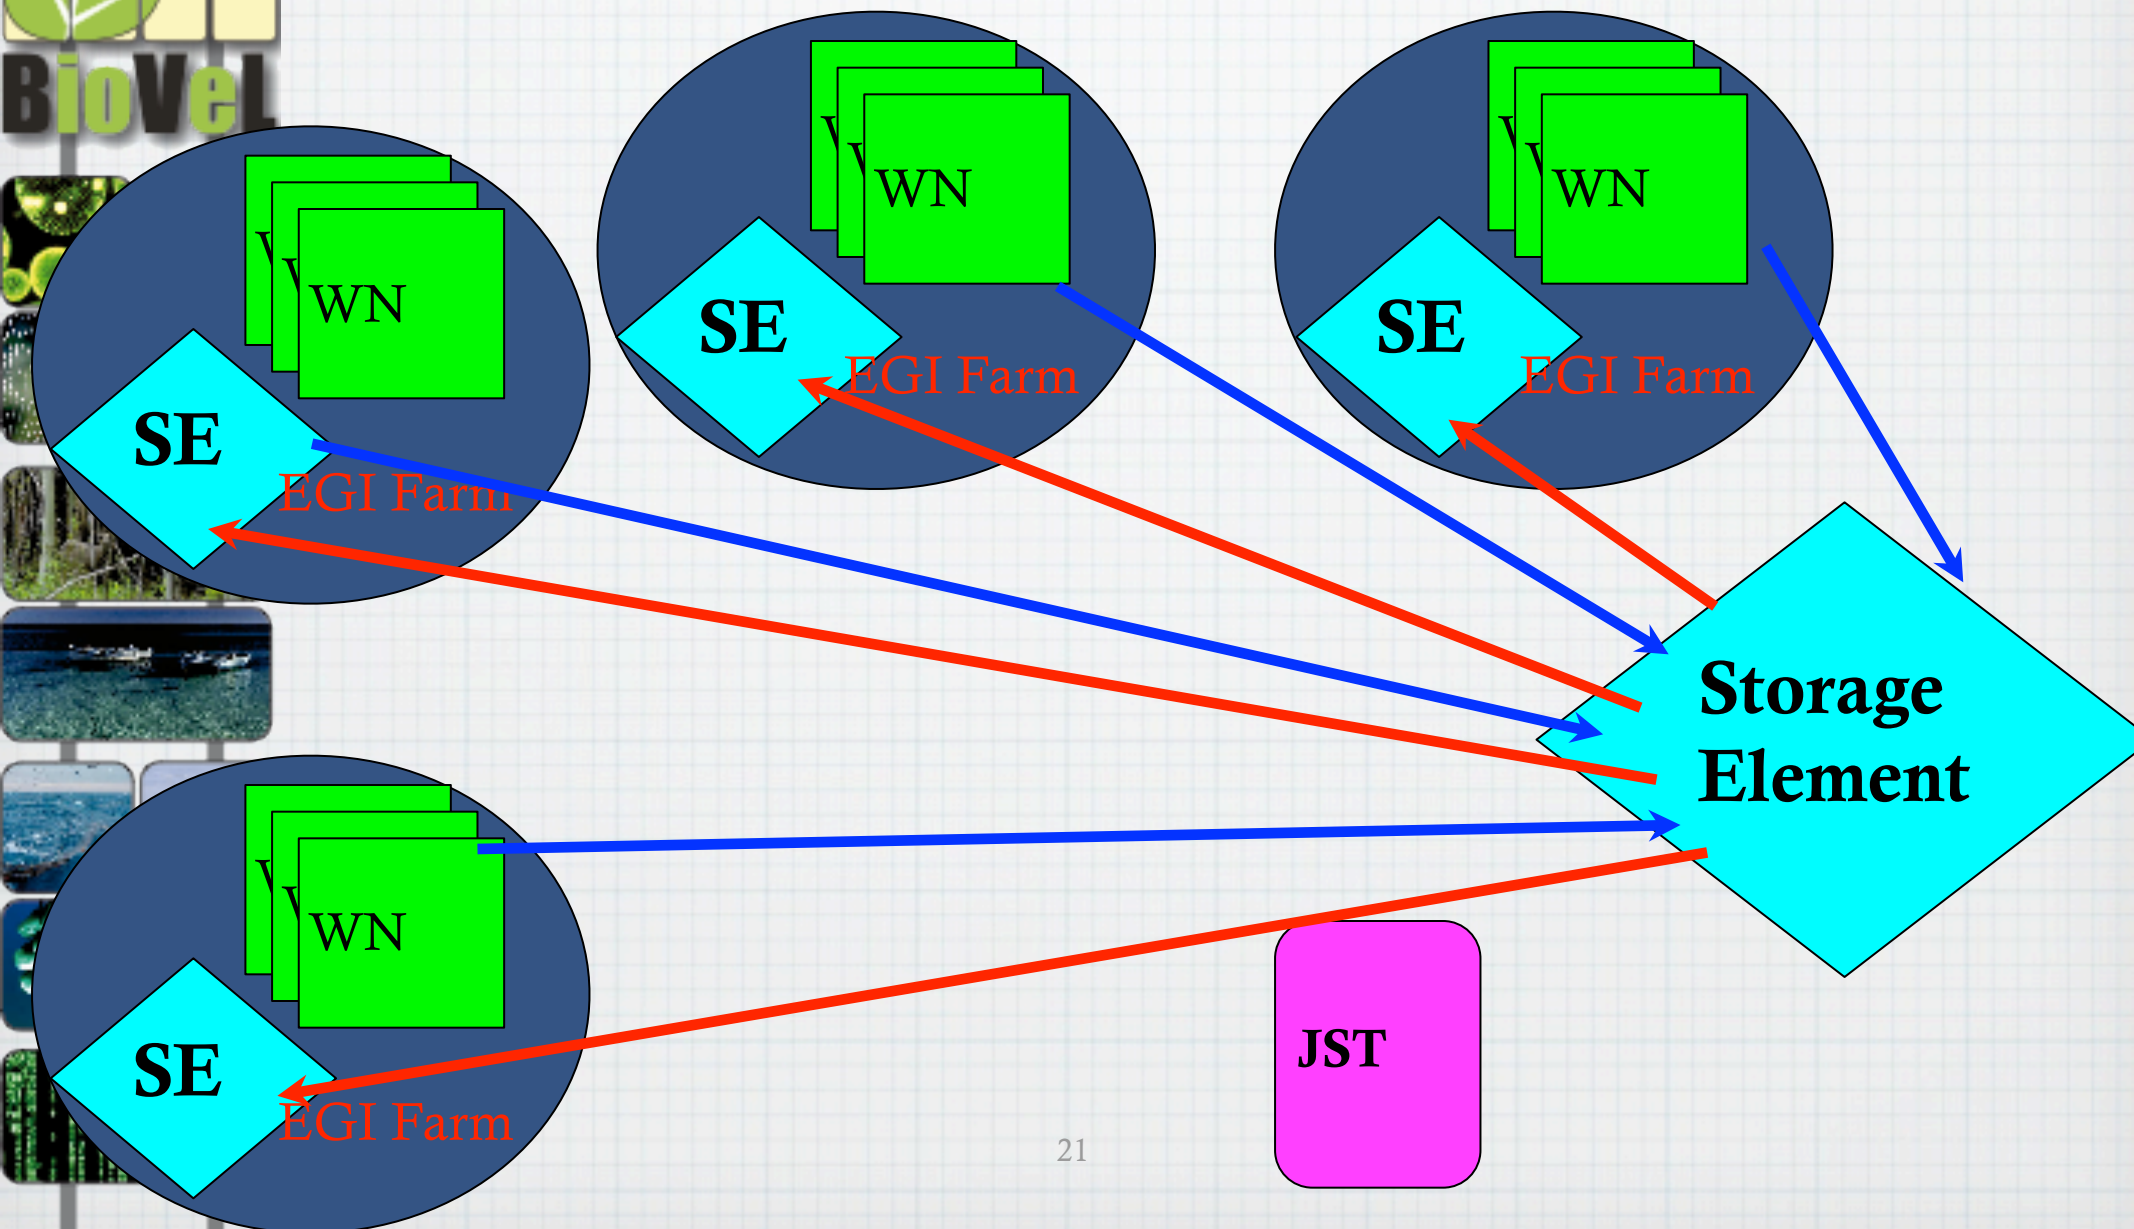 BioVeL
WN
SE
EGI Farm
WN
SE
EGI Farm
WN
SE
EGI Farm
Storage
Element
WN
SE
EGI Farm
JST
21